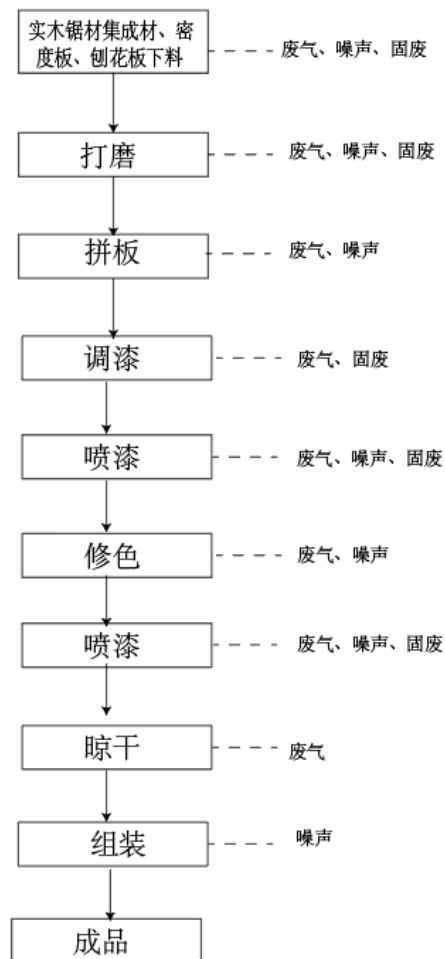 实木锯材集成材、密
度板、刨花板下料
废气、噪声、固废
打磨
废气、噪声、固废
拼板
废气、噪声
调漆
废气、固废
喷漆
废气、噪声、固废
修色
废气、噪声
喷漆
废气、噪声、固废
晾干
废气
组装
噪声
成品